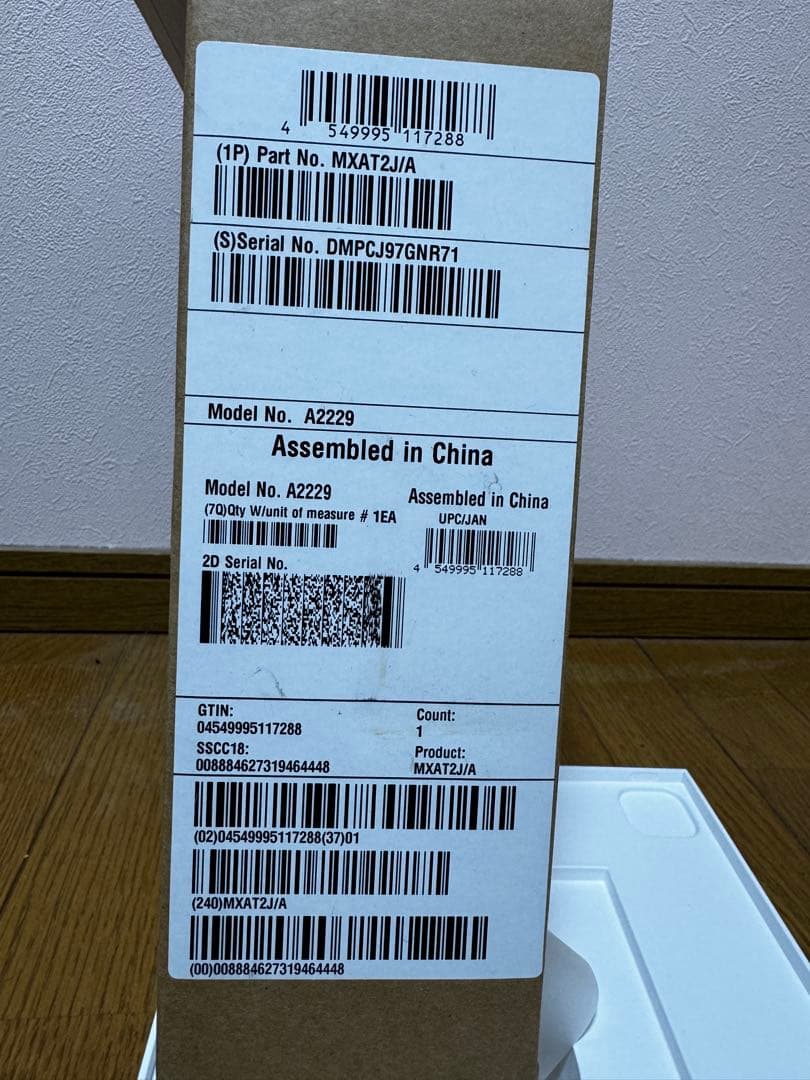 4 549995 117288
(1P) Part No. MXAT2J/A
(S)Serial No. DMPCJ97GNR71
Model No. A2229
Assembled in China
Model No. A2229
(7Q)Qty W/unit of measure # 1EA
Assembled in China
UPC/JAN
4 549995 117288
2D Serial No.
GTIN:
04549995117288
Count:
1
SSCC18:
008884627319464448
Product:
MXAT2J/A
(02)04549995117288(37)01
(240)MXAT2J/A
(00)008884627319464448